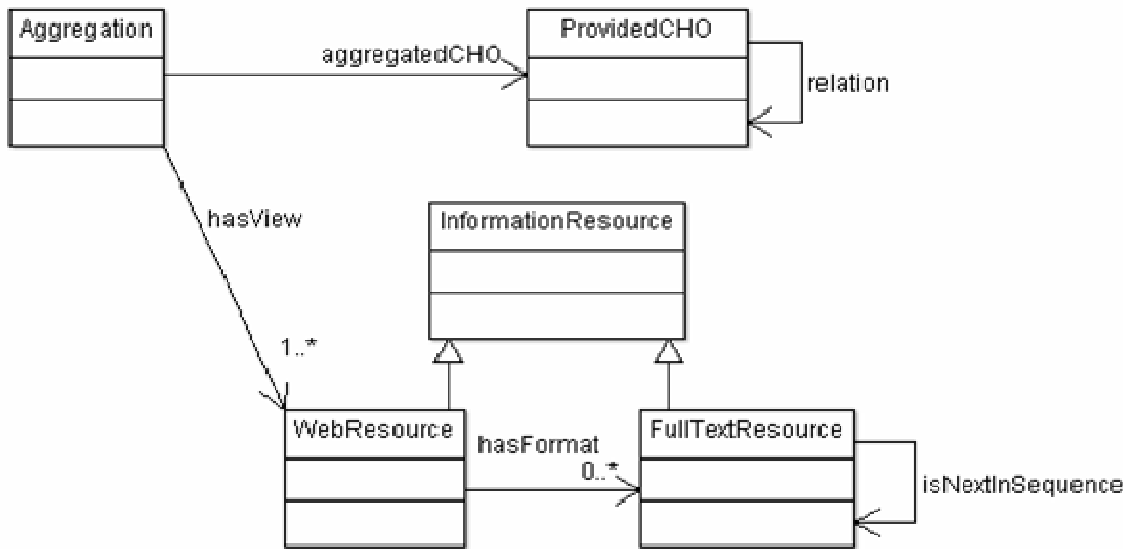 Aggregation
ProvidedCHO
aggregatedCHO
relation
hasView
InformationResource
1..*
WebResource
hasFormat
FullTextResource
0..*
isNextInSequence